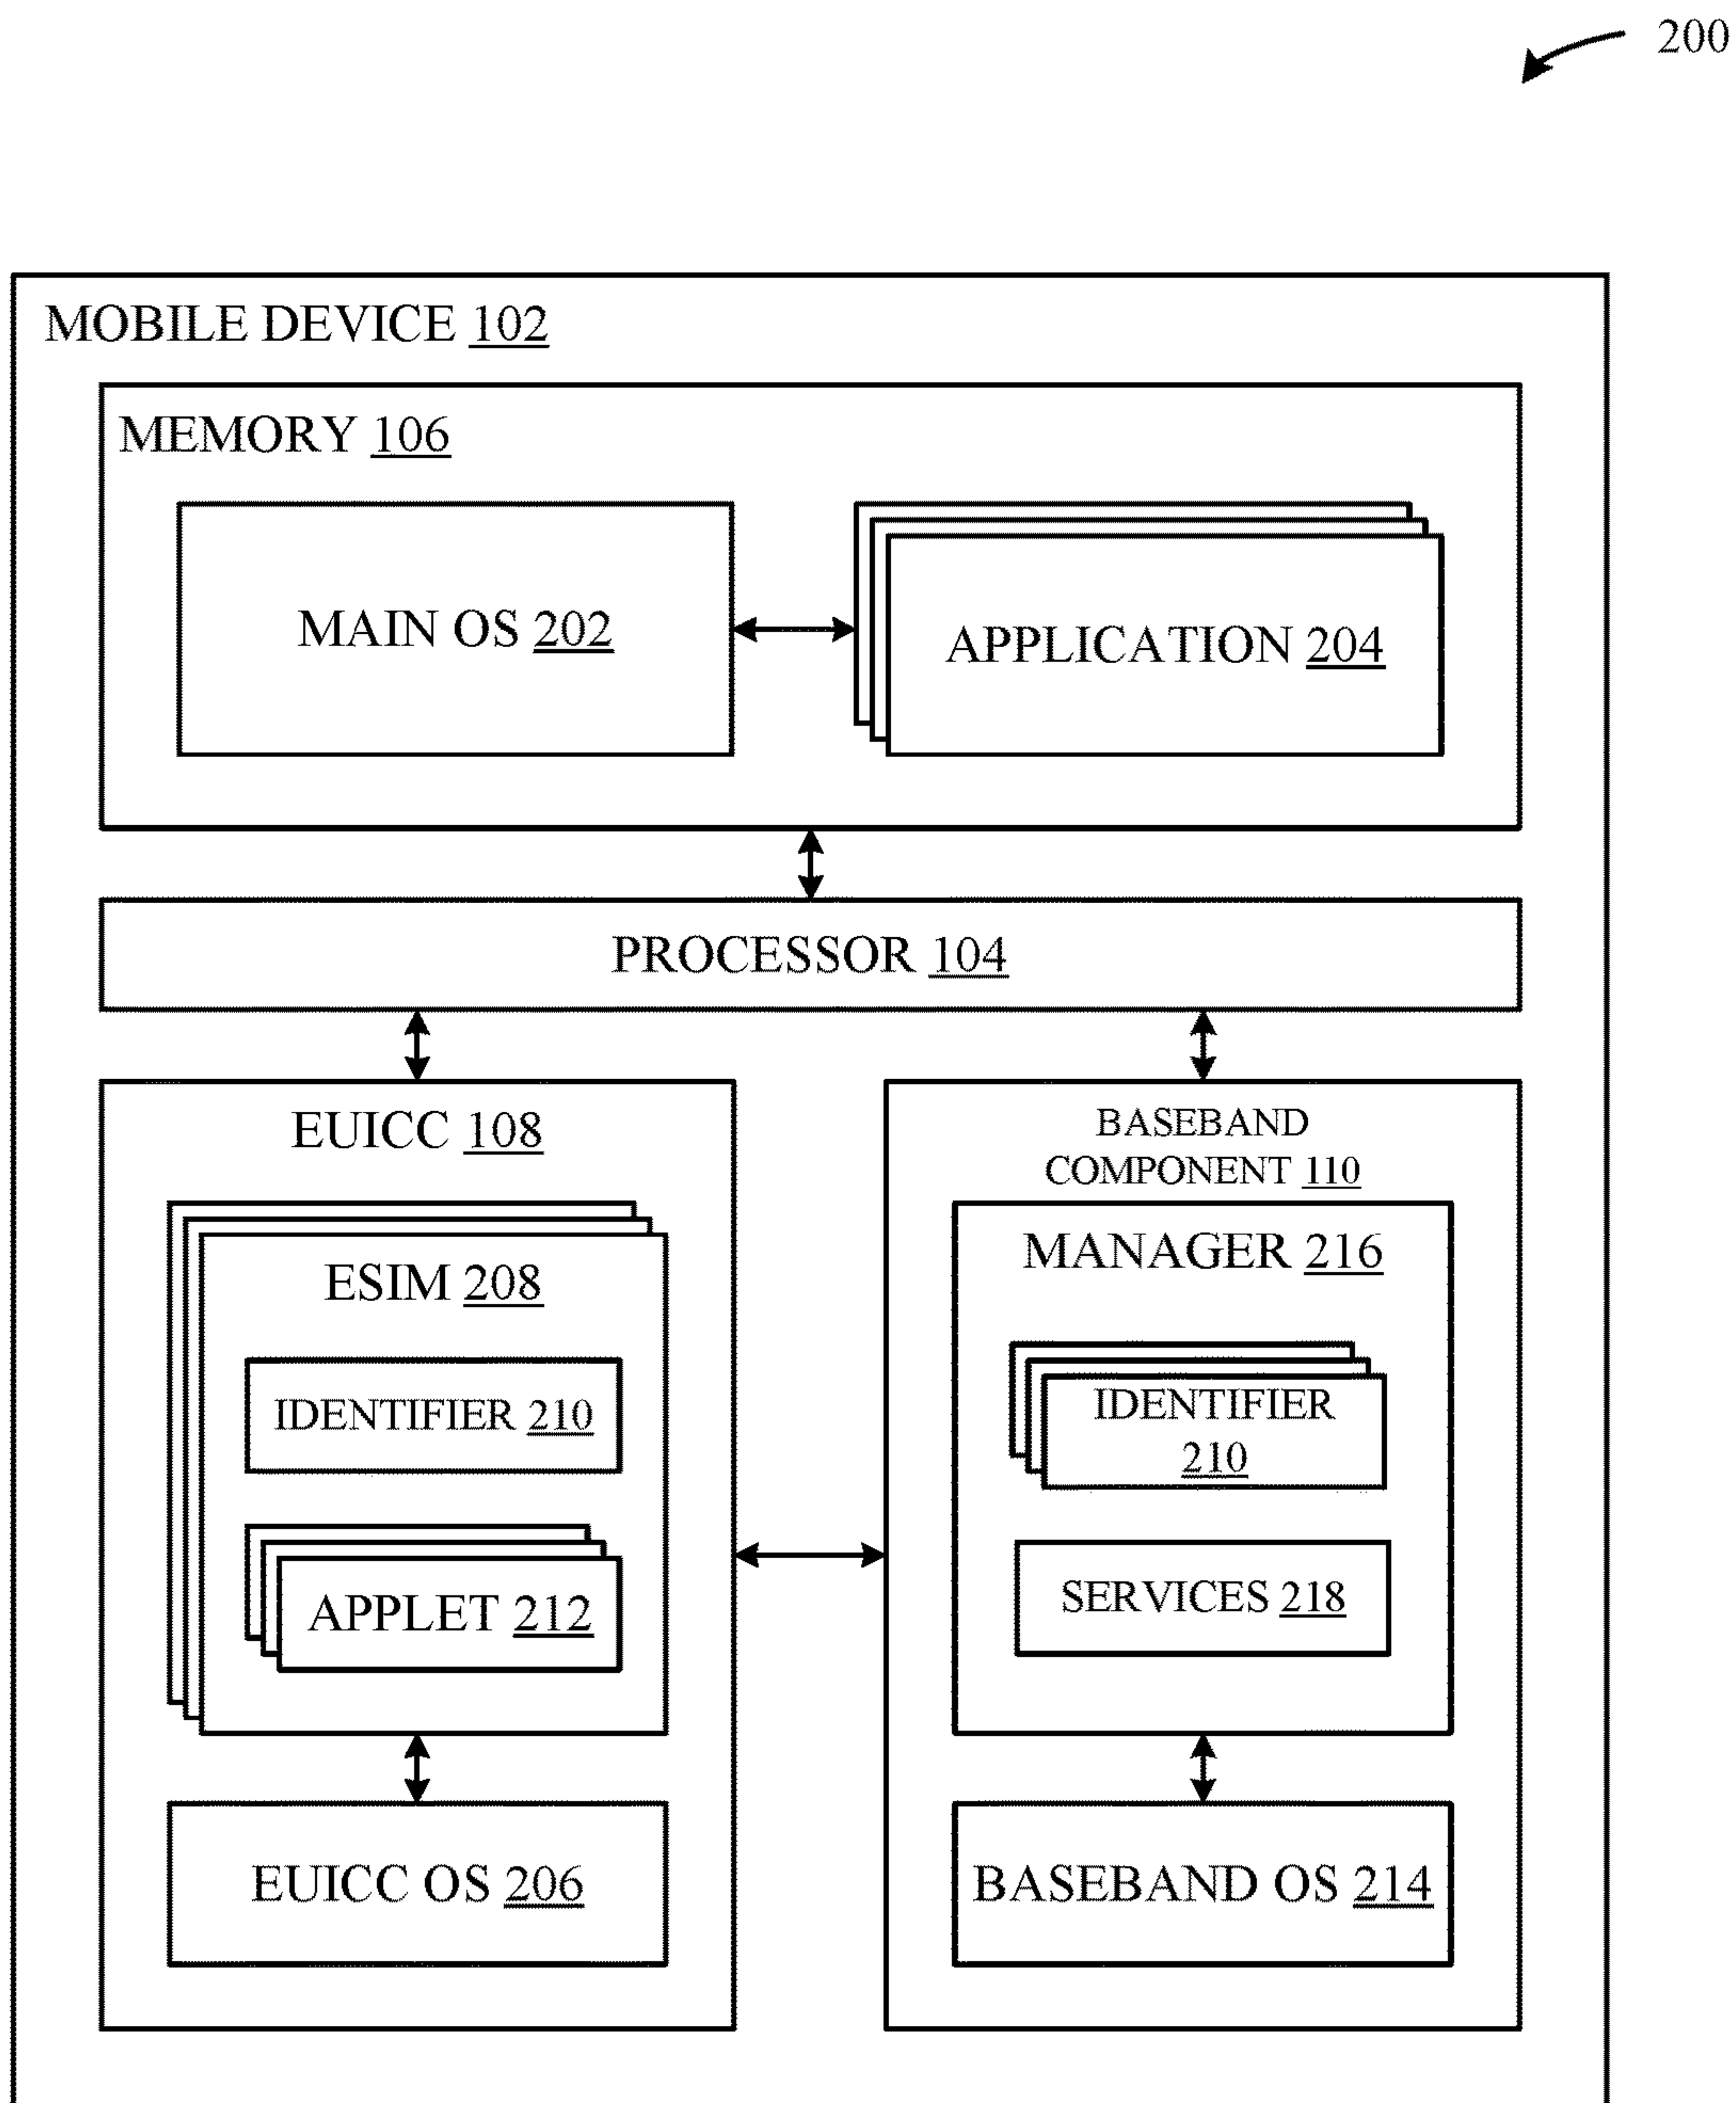 200
MOBILE DEVICE 102
MEMORY 106
MAIN OS 202
APPLICATION 204
PROCESSOR 104
EUICC 108
ESIM 208
IDENTIFIER 210
APPLET 212
EUICC OS 206
BASEBAND
COMPONENT 110
MANAGER 216
IDENTIFIER
210
SERVICES 218
BASEBAND OS 214